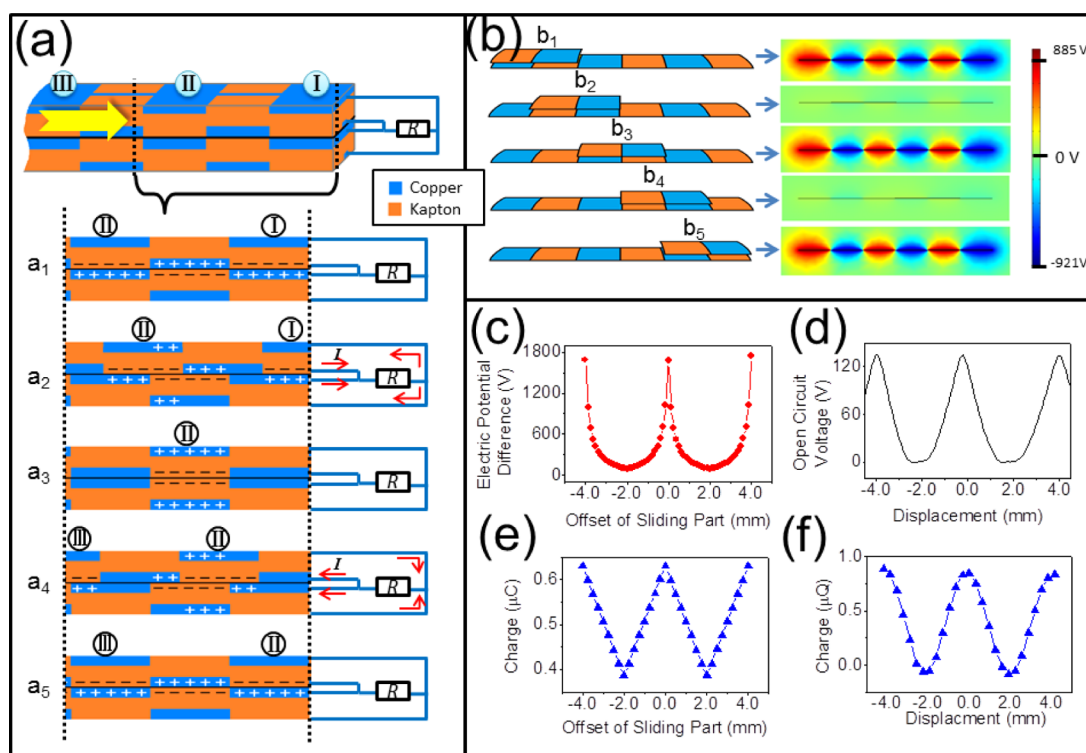 (a)
III II I
R
Copper
Kapton
II I
a1
+ + + + +
+ + + + + + + + +
R
II I
a2
+ +
+ + +
I
+ + + + + +
+ +
R
II
a3
+ + + + +
+ + + + +
R
III II
a4
+ + +
+ +
I
+ + + +
+ + +
R
III II
a5
+ + + + +
+ + + + + + + + + +
R
(b)
b1
b2
b3
b4
b5
885 V
0 V
-921V
(c)
Electric Potential
Difference (V)
1800
1200
600
0
-4.0 -2.0 0.0 2.0 4.0
Offset of Sliding Part (mm)
(d)
Open Circuit
Voltage (V)
120
60
0
-4.0 -2.0 0.0 2.0 4.0
Displacement (mm)
(e)
Charge (μC)
0.6
0.5
0.4
-4.0 -2.0 0.0 2.0 4.0
Offset of Sliding Part (mm)
(f)
Charge (μQ)
1.0
0.5
0.0
-4.0 -2.0 0.0 2.0 4.0
Displacment (mm)